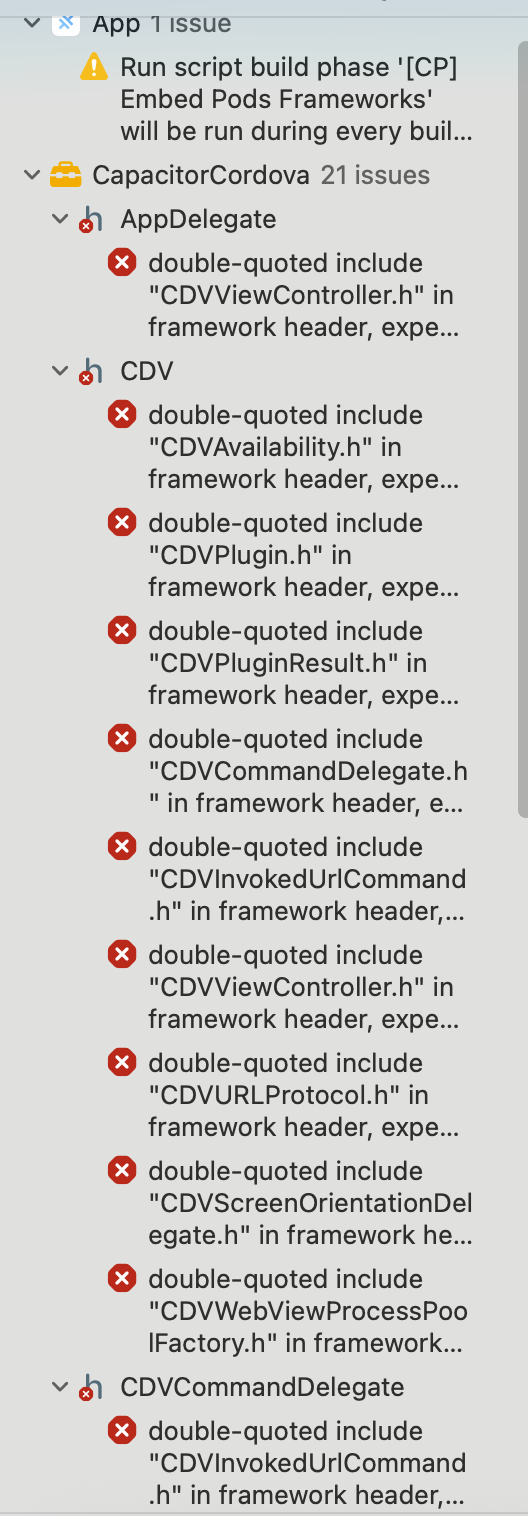 App 1 issue
Run script build phase '[CP]
Embed Pods Frameworks'
will be run during every buil...
CapacitorCordova 21 issues
AppDelegate
double-quoted include
"CDVViewController.h" in
framework header, expe...
CDV
double-quoted include
"CDVAvailability.h" in
framework header, expe...
double-quoted include
"CDVPlugin.h" in
framework header, expe...
double-quoted include
"CDVPluginResult.h" in
framework header, expe...
double-quoted include
"CDVCommandDelegate.h
" in framework header, e...
double-quoted include
"CDVInvokedUrlCommand
.h" in framework header,...
double-quoted include
"CDVViewController.h" in
framework header, expe...
double-quoted include
"CDVURLProtocol.h" in
framework header, expe...
double-quoted include
"CDVScreenOrientationDel
egate.h" in framework he...
double-quoted include
"CDVWebViewProcessPoo
lFactory.h" in framework...
CDVCommandDelegate
double-quoted include
"CDVInvokedUrlCommand
.h" in framework header,...